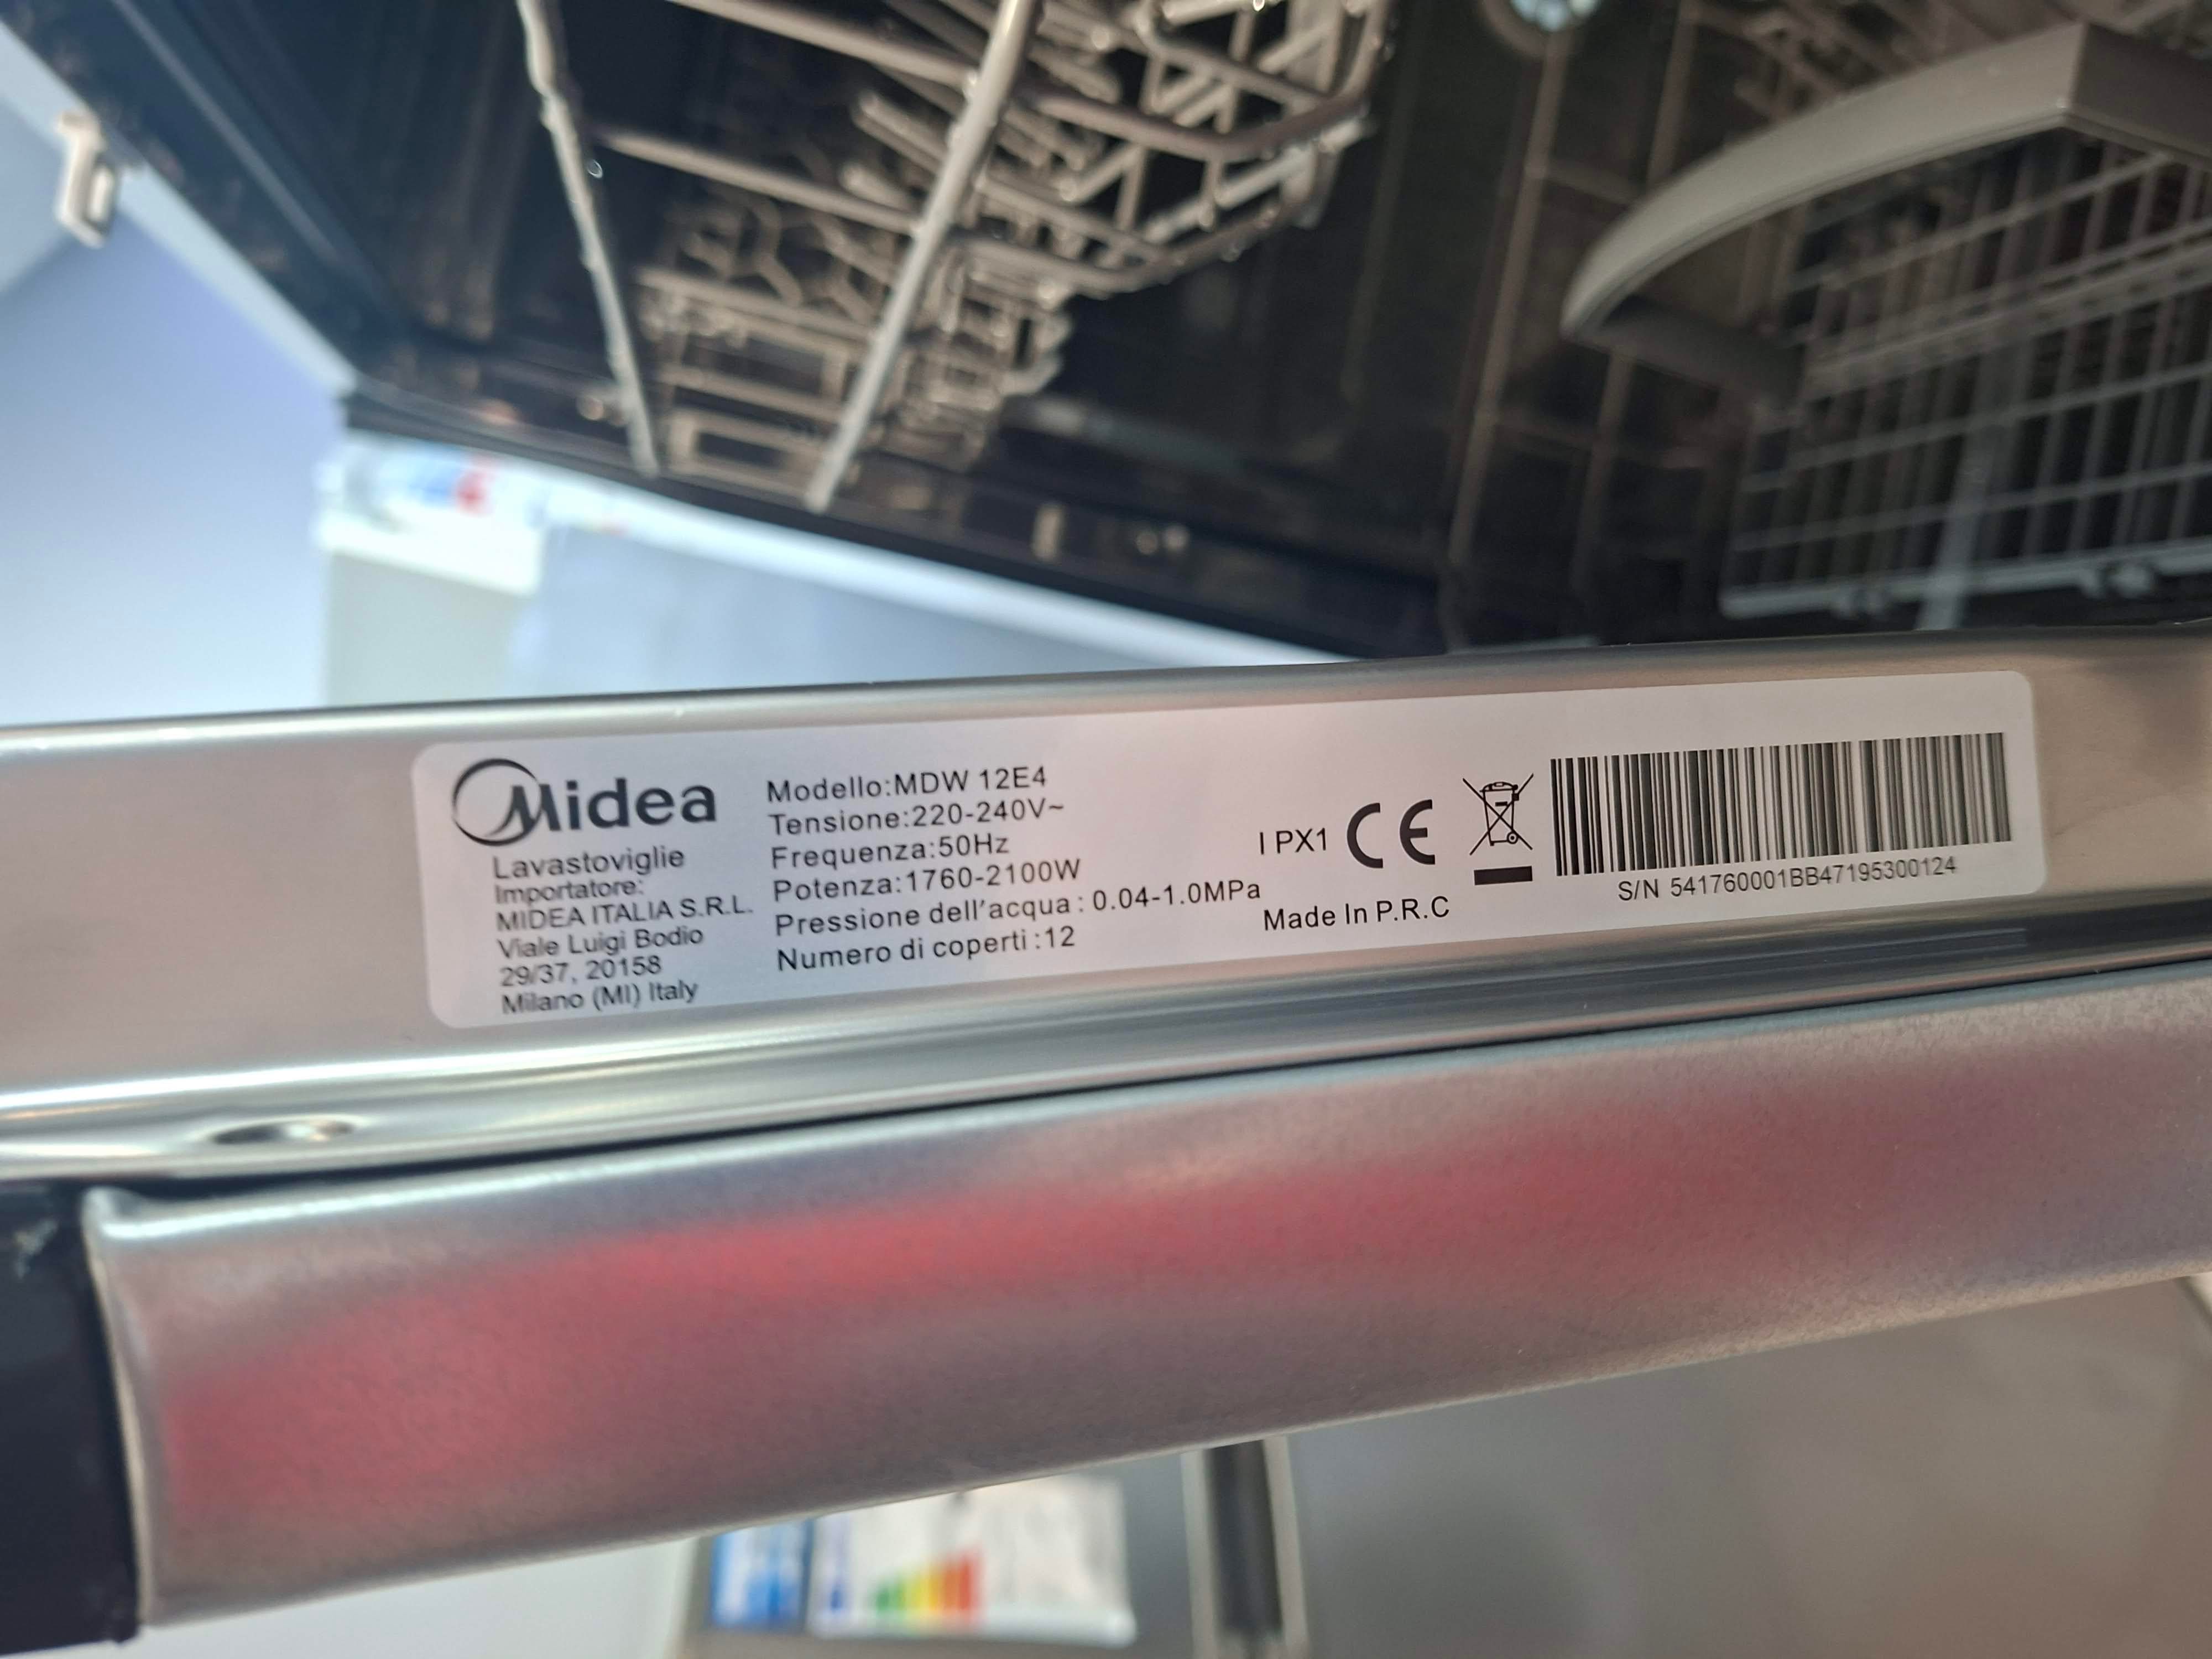 Midea
Lavastoviglie
Importatore:
MIDEA ITALIA S.R.L.
Viale Luigi Bodio
29/37, 20158
Milano (MI) Italy
Modello:MDW 12E4
Tensione:220-240V~
Frequenza:50Hz
Potenza:1760-2100W
Pressione dell'acqua : 0.04-1.0MPa
Numero di coperti :12
IPX1 CE
Made In P.R.C
S/N 541760001BB47195300124